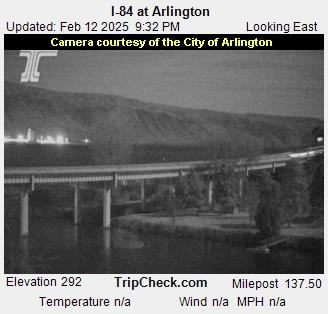 I-84 at Arlington
Updated: Feb 12 2025 9:32 PM Looking East
Camera courtesy of the City of Arlington
Elevation 292 TripCheck.com Milepost 137.50
Temperature n/a Wind n/a MPH n/a